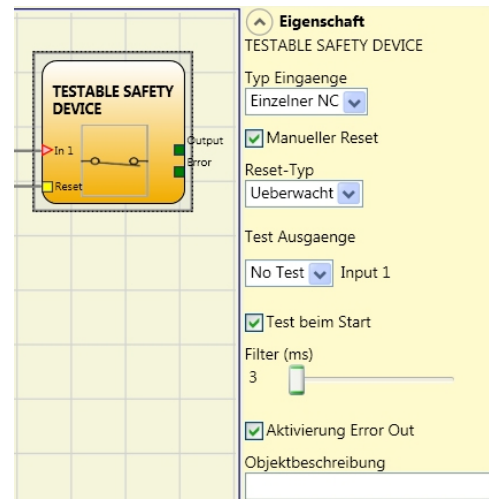 TESTABLE SAFETY
DEVICE
In 1
Reset
Output
Error
Eigenschaft
TESTABLE SAFETY DEVICE
Typ Eingaenge
Einzelner NC
Manueller Reset
Reset-Typ
Ueberwacht
Test Ausgaenge
No Test Input 1
Test beim Start
Filter (ms)
3
Aktivierung Error Out
Objektbeschreibung